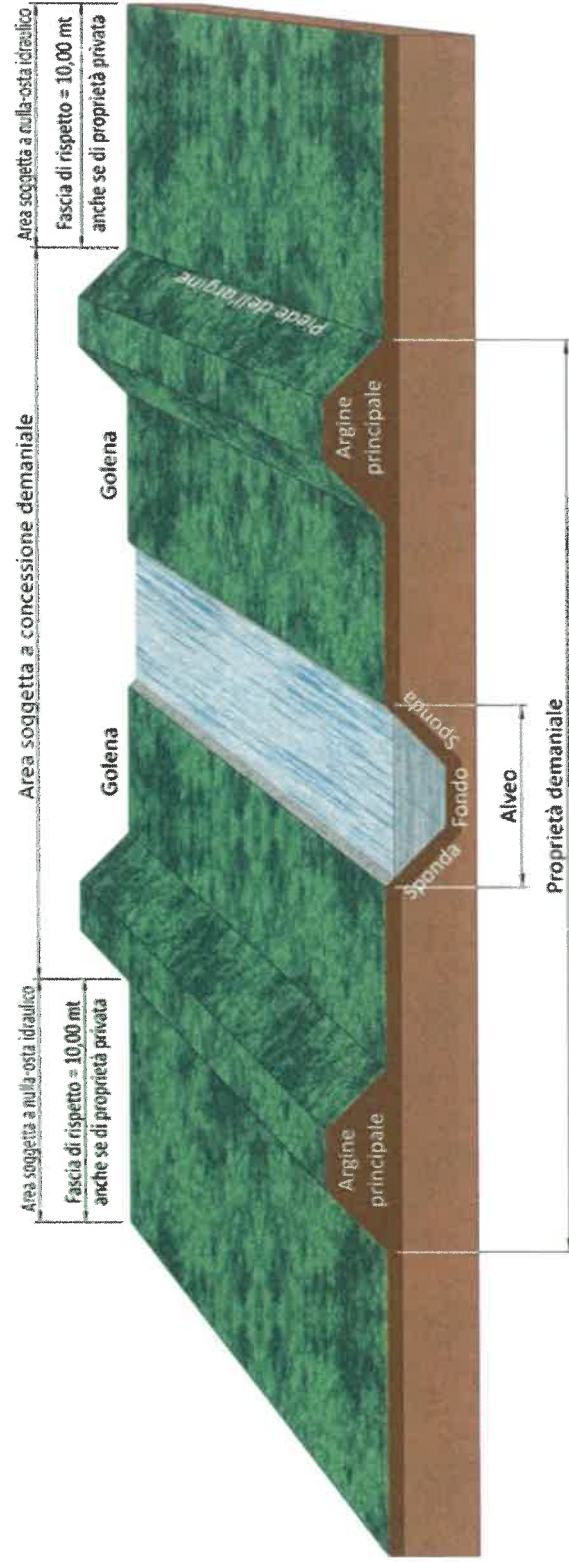 Area soggetta a nulla-osta idraulico
Fascia di rispetto = 10,00 mt
anche se di proprietà privata
Area soggetta a concessione demaniale
Area soggetta a nulla-osta idraulico
Fascia di rispetto = 10,00 mt
anche se di proprietà privata
Golena
Golena
Piede dell'argine
Argine
principale
Argine
principale
Sponda
Fondo
Sponda
Alveo
Proprietà demaniale